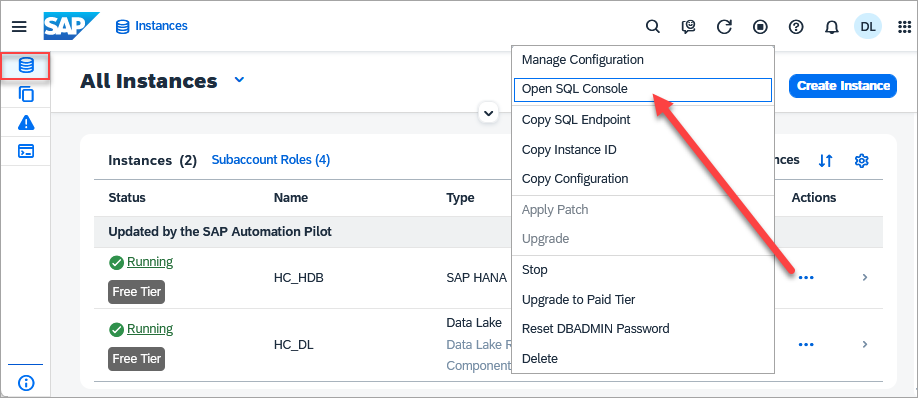 SAP Instances DL
All Instances
Create Instance
Manage Configuration
Open SQL Console
Copy SQL Endpoint
Copy Instance ID
Copy Configuration
Apply Patch
Upgrade
Stop
Upgrade to Paid Tier
Reset DBADMIN Password
Delete
Instances (2) Subaccount Roles (4)
Status Name Type Actions
Updated by the SAP Automation Pilot
Running
Free Tier
HC_HDB SAP HANA
Running
Free Tier
HC_DL
Data Lake
Data Lake
Component